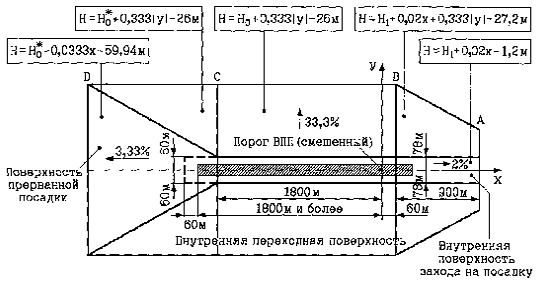 H=H₀*+0,333|y|−26м
H=H₀+0,333|y|−26м
H=H₁+0,02x+0,333|y|−27,2м
H=H₀*−0,0333x−59,94м
H=H₁+0,02x−1,2м
D
C
У
B
A
33,3%
60м
Порог ВПП (смещенный)
78м
3,33%
2%
X
Поверхность
прерванной
посадки
60м
1800м
78м
900м
1800м и более
60м
60м
Внутренняя переходная поверхность
Внутренняя
поверхность
захода на посадку